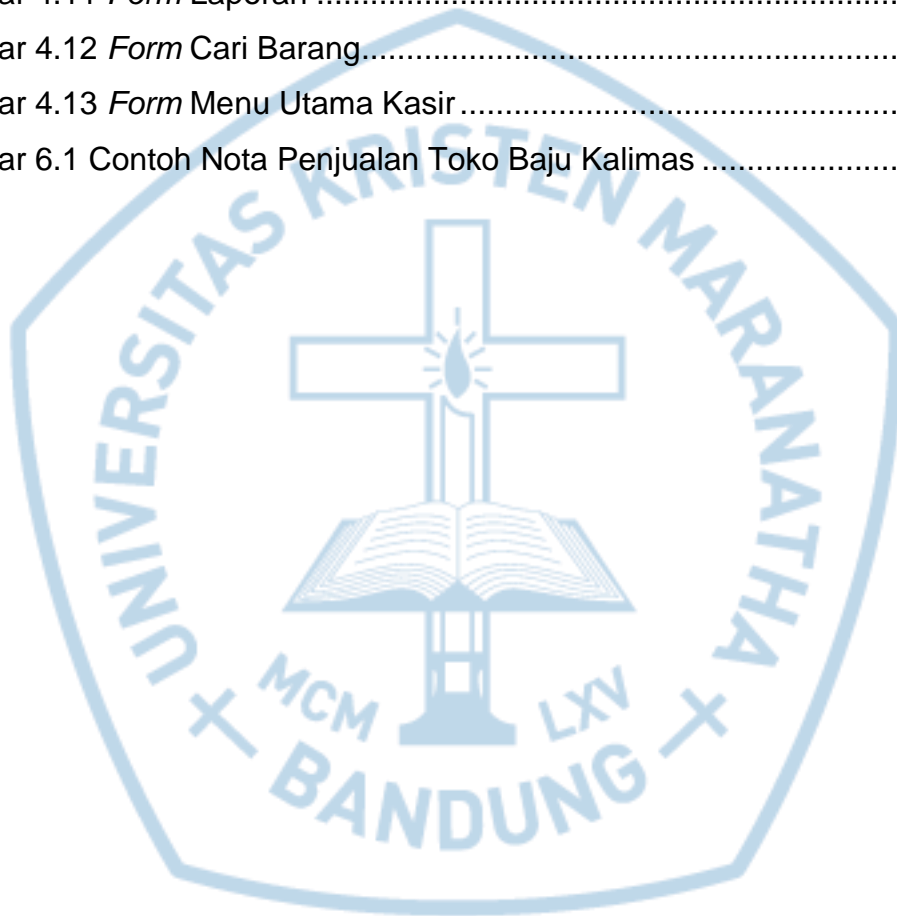 ar 4.11 Form Laporan ........................................................................
ar 4.12 Form Cari Barang...................................................................
ar 4.13 Form Menu Utama Kasir........................................................
ar 6.1 Contoh Nota Penjualan Toko Baju Kalimas ............................
UNIVERSITAS KRISTEN MARANATHA
MCM LXV
BANDUNG